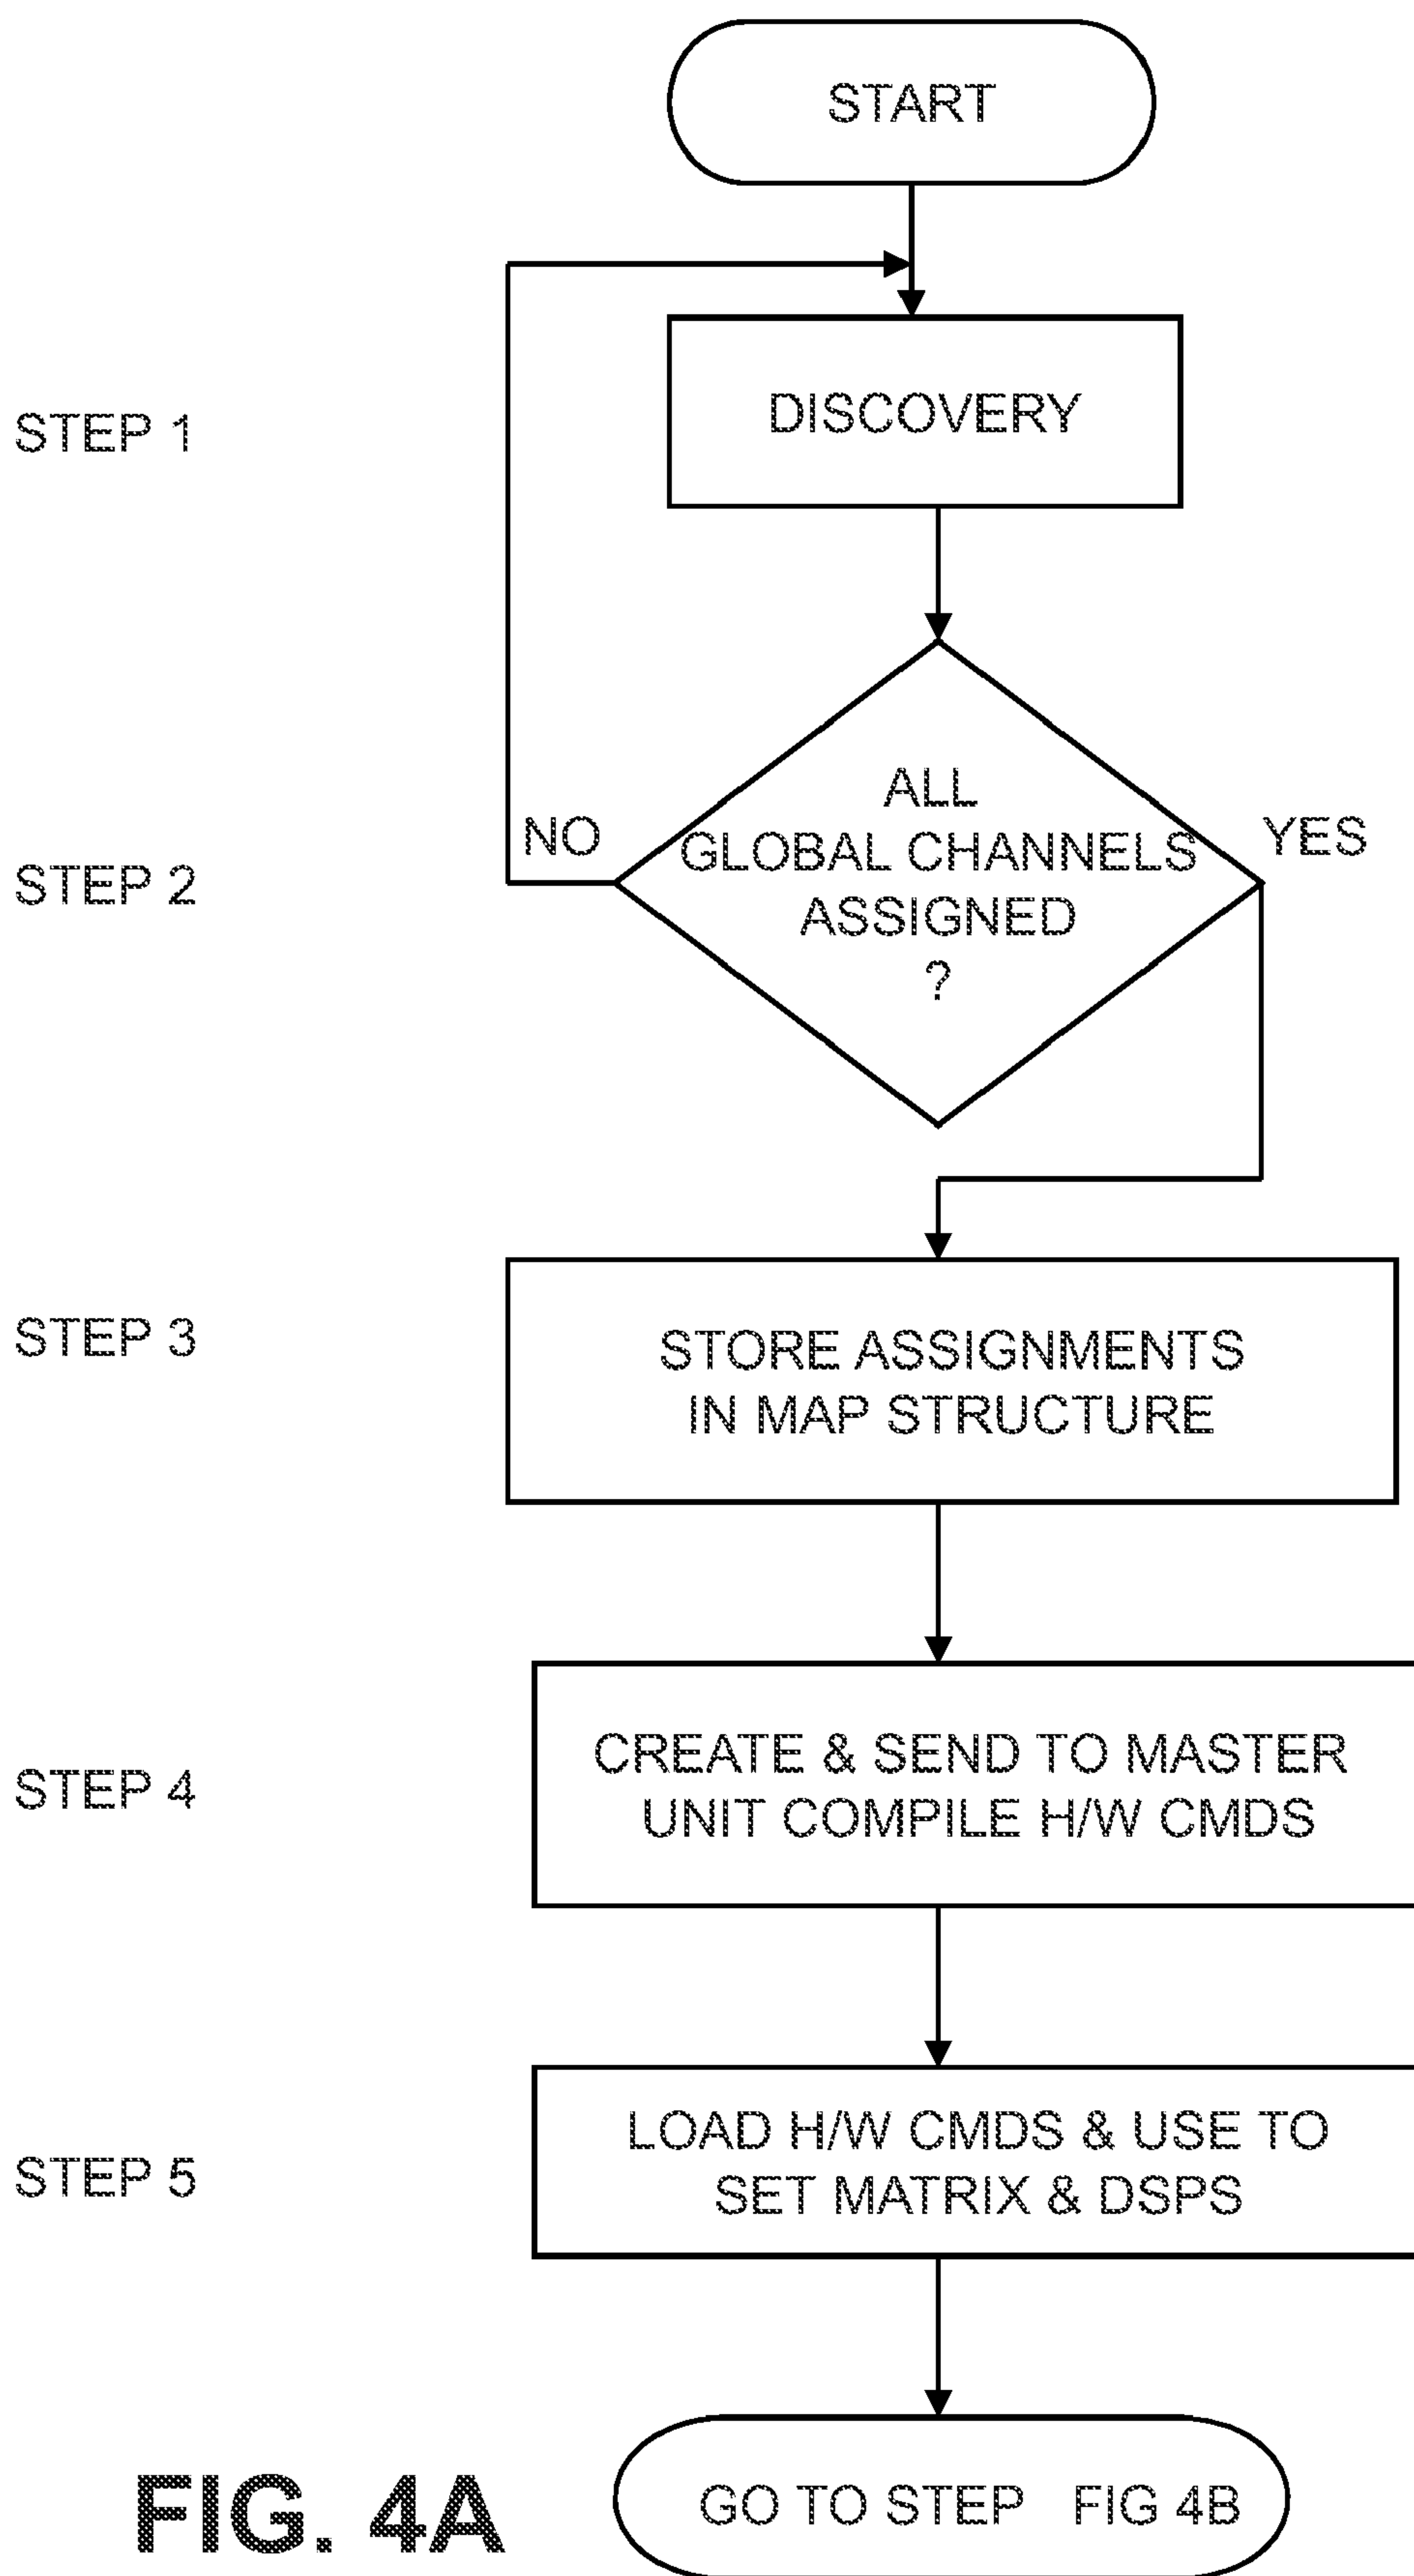 START
STEP 1
DISCOVERY
STEP 2
NO
ALL
GLOBAL CHANNELS
ASSIGNED
?
YES
STEP 3
STORE ASSIGNMENTS
IN MAP STRUCTURE
STEP 4
CREATE & SEND TO MASTER
UNIT COMPILE H/W CMDS
STEP 5
LOAD H/W CMDS & USE TO
SET MATRIX & DSPS
GO TO STEP FIG 4B
FIG. 4A